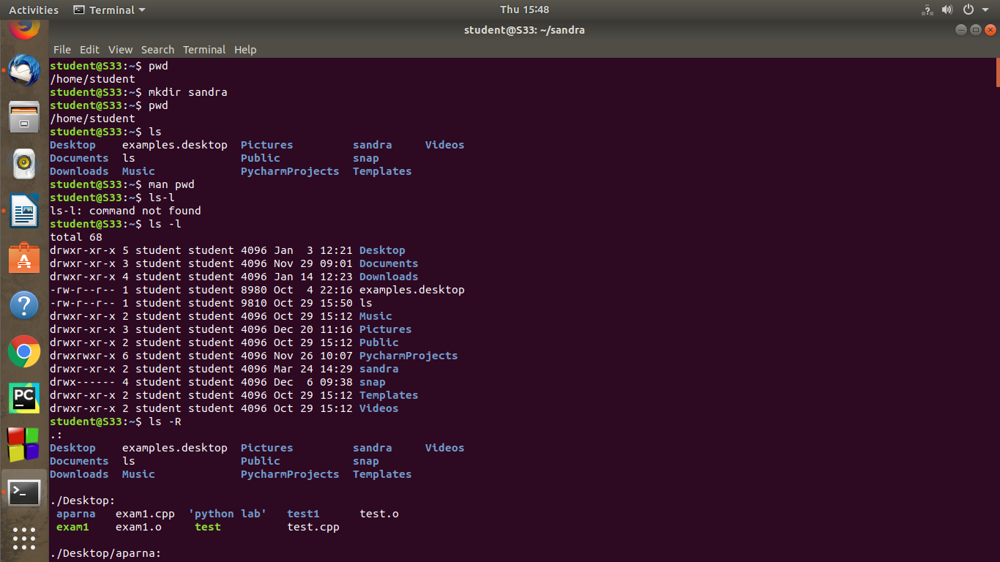 Activities Terminal Thu 15:48
student@S33: ~/sandra
File Edit View Search Terminal Help
student@S33:~$ pwd
/home/student
student@S33:~$ mkdir sandra
student@S33:~$ pwd
/home/student
student@S33:~$ ls
Desktop    examples.desktop  Pictures         sandra     Videos
Documents  ls                Public           snap
Downloads  Music             PycharmProjects  Templates
student@S33:~$ man pwd
student@S33:~$ ls-l
ls-l: command not found
student@S33:~$ ls -l
total 68
drwxr-xr-x 5 student student 4096 Jan  3 12:21 Desktop
drwxr-xr-x 3 student student 4096 Nov 29 09:01 Documents
drwxr-xr-x 4 student student 4096 Jan 14 12:23 Downloads
-rw-r--r-- 1 student student 8980 Oct  4 22:16 examples.desktop
-rw-r--r-- 1 student student 9810 Oct 29 15:50 ls
drwxr-xr-x 2 student student 4096 Oct 29 15:12 Music
drwxr-xr-x 3 student student 4096 Dec 20 11:16 Pictures
drwxr-xr-x 2 student student 4096 Oct 29 15:12 Public
drwxrwxr-x 6 student student 4096 Nov 26 10:07 PycharmProjects
drwxr-xr-x 2 student student 4096 Mar 24 14:29 sandra
drwx------ 4 student student 4096 Dec  6 09:38 snap
drwxr-xr-x 2 student student 4096 Oct 29 15:12 Templates
drwxr-xr-x 2 student student 4096 Oct 29 15:12 Videos
student@S33:~$ ls -R
.:
Desktop    examples.desktop  Pictures         sandra     Videos
Documents  ls                Public           snap
Downloads  Music             PycharmProjects  Templates
./Desktop:
 aparna   exam1.cpp  'python lab'   test1      test.o
 exam1    exam1.o     test          test.cpp
./Desktop/aparna:
PC